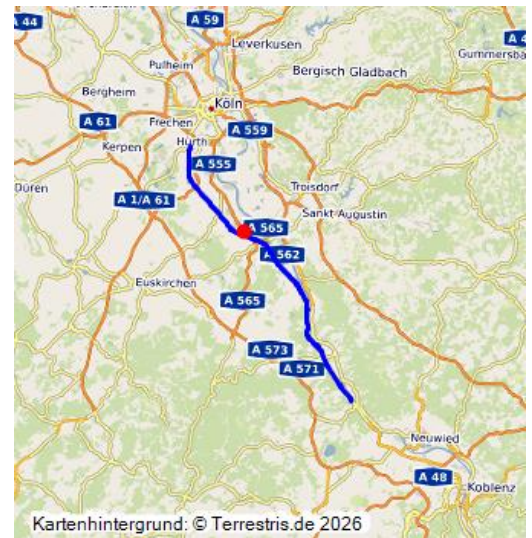 A 59
A 44
Leverkusen
Gummersba
Pulheim
Bergisch Gladbach
Bergheim
Köln
A 61
Frechen
A 559
Hürth
Kerpen
A 555
Düren
Troisdorf
A 1/A 61
Sankt Augustin
A 565
A 562
Euskirchen
A 565
A 573
A 571
Neuwied
A 48
Koblenz
Kartenhintergrund: © Terrestris.de 2026